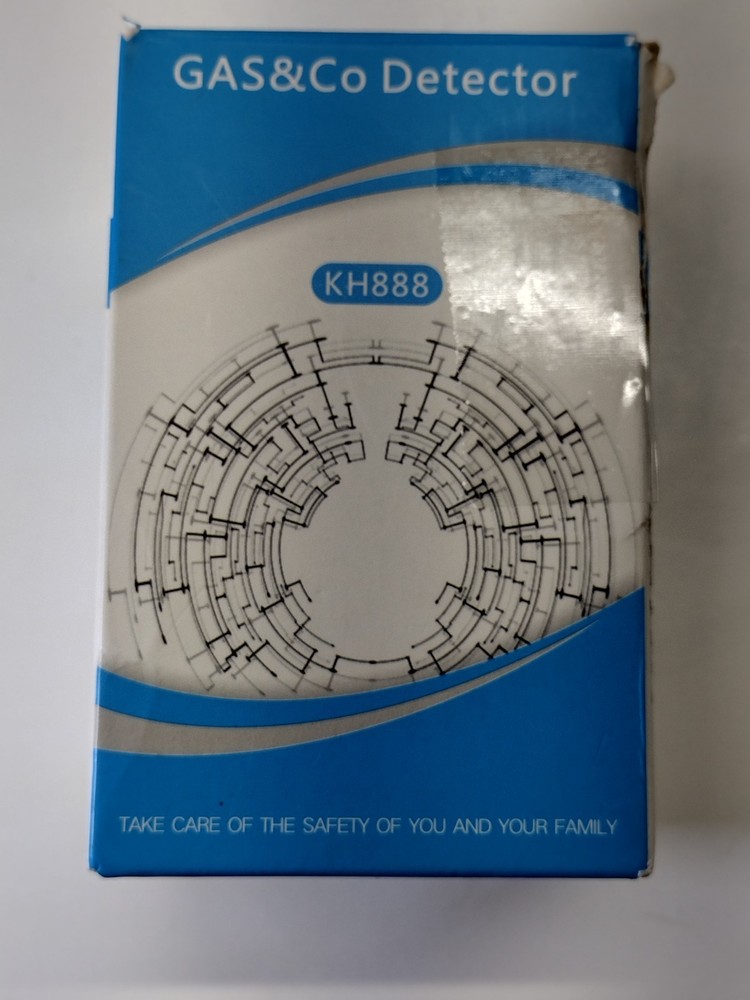 GAS&Co Detector
KH888
TAKE CARE OF THE SAFETY OF YOU AND YOUR FAMILY